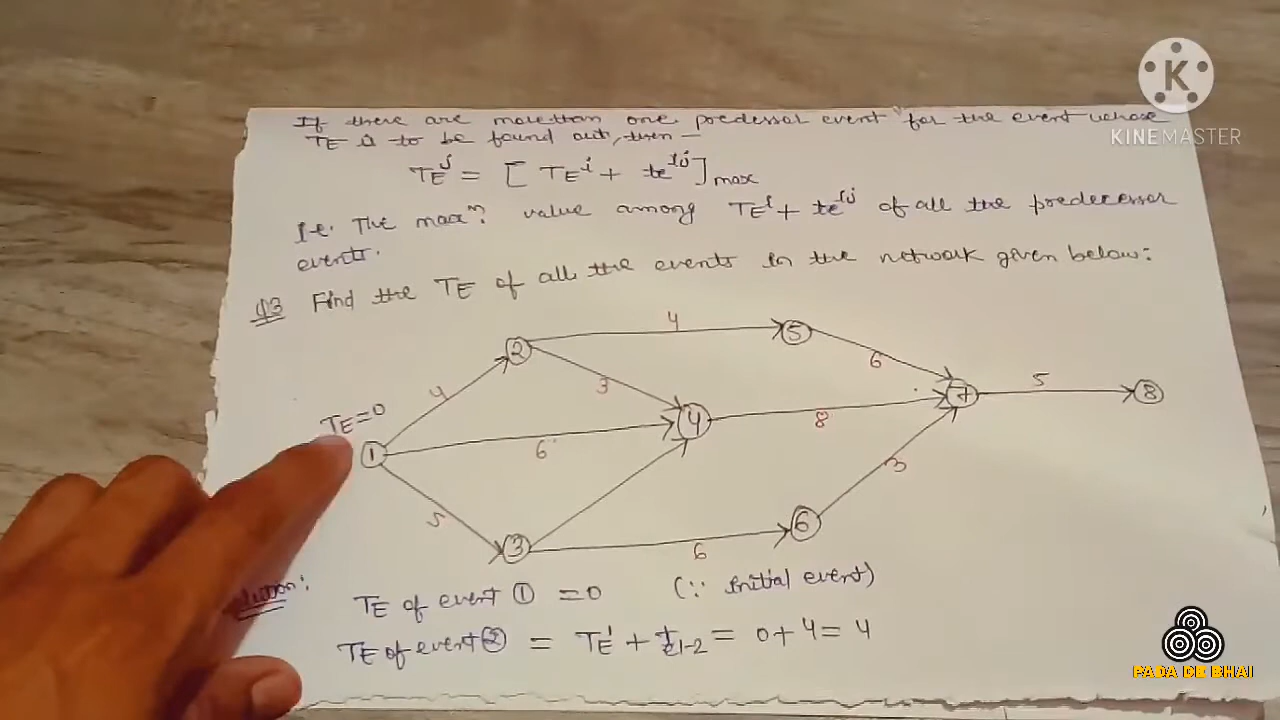 If there are more than one predessor event for the event whose
TE is to be found out, then —
TE^j = [ TE^i + te^ij ] max
I.e. The max^m value among TE^i + te^ij of all the predecessor
events.
Q3 Find the TE of all the events in the network given below:
4
2
5
4
3
6
TE=0
5
7
8
4
8
6
1
3
5
6
3
6
TE of event 1 = 0 (∵ Initial event)
TE of event 2 = TE^1 + te1-2 = 0 + 4 = 4
K
KINEMASTER
PADA DE BHAI